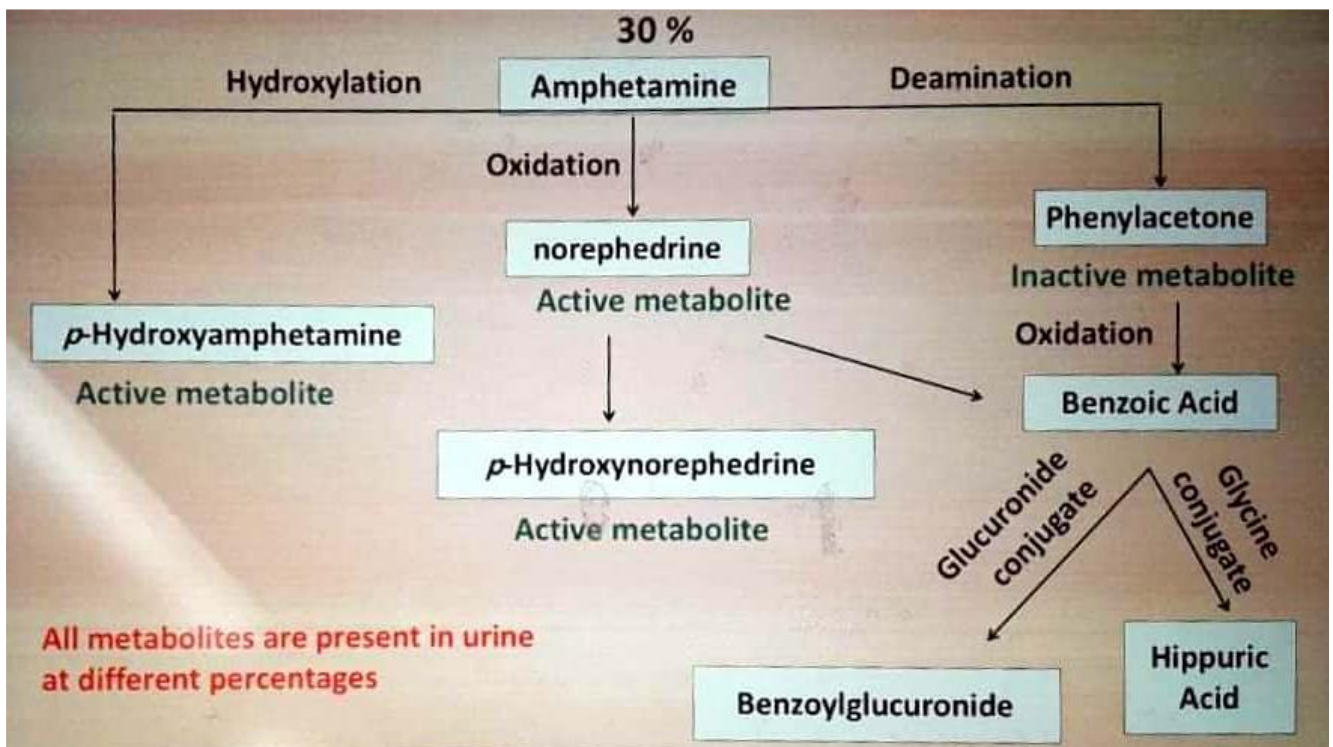 30 %
Hydroxylation
Amphetamine
Deamination
Oxidation
Phenylacetone
norephedrine
Inactive metabolite
Active metabolite
p-Hydroxyamphetamine
Oxidation
Active metabolite
Benzoic Acid
p-Hydroxynorephedrine
Active metabolite
Glucuronide
conjugate
Glycine
conjugate
All metabolites are present in urine
at different percentages
Hippuric
Acid
Benzoylglucuronide